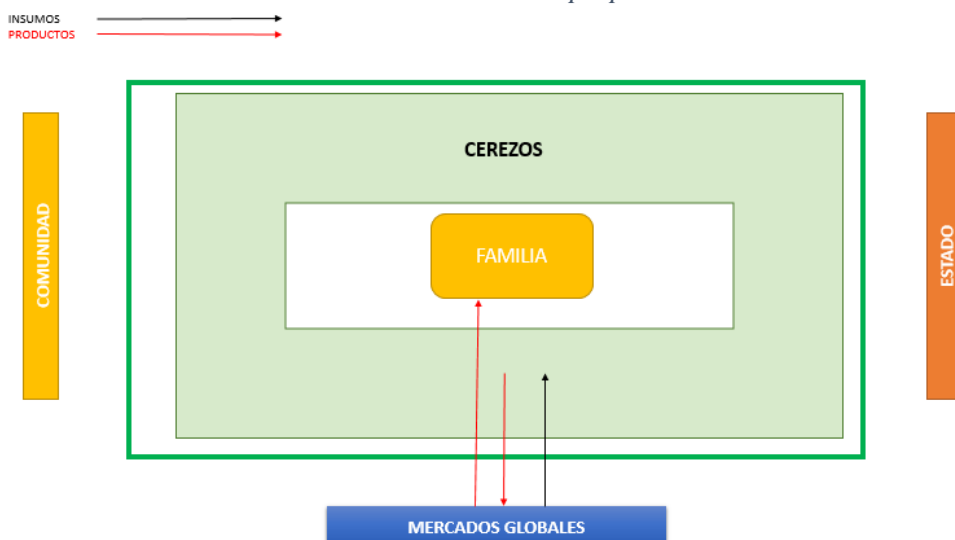 INSUMOS
PRODUCTOS
CEREZOS
COMUNIDAD
FAMILIA
ESTADO
MERCADOS GLOBALES